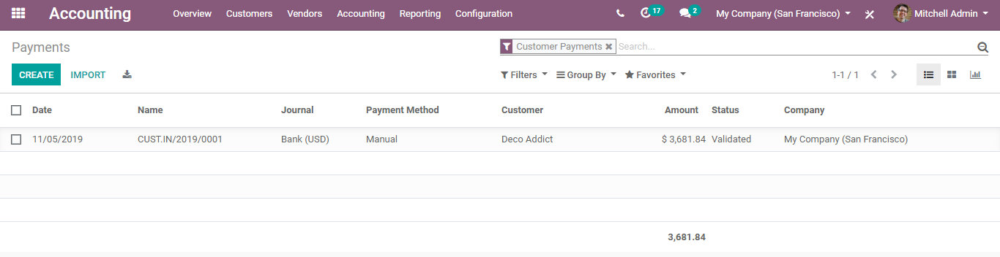 Accounting Overview Customers Vendors Accounting Reporting Configuration 17 2 My Company (San Francisco) Mitchell Admin
Payments Customer Payments Search...
CREATE IMPORT Filters Group By Favorites 1-1 / 1
Date Name Journal Payment Method Customer Amount Status Company
11/05/2019 CUST.IN/2019/0001 Bank (USD) Manual Deco Addict $ 3,681.84 Validated My Company (San Francisco)
3,681.84